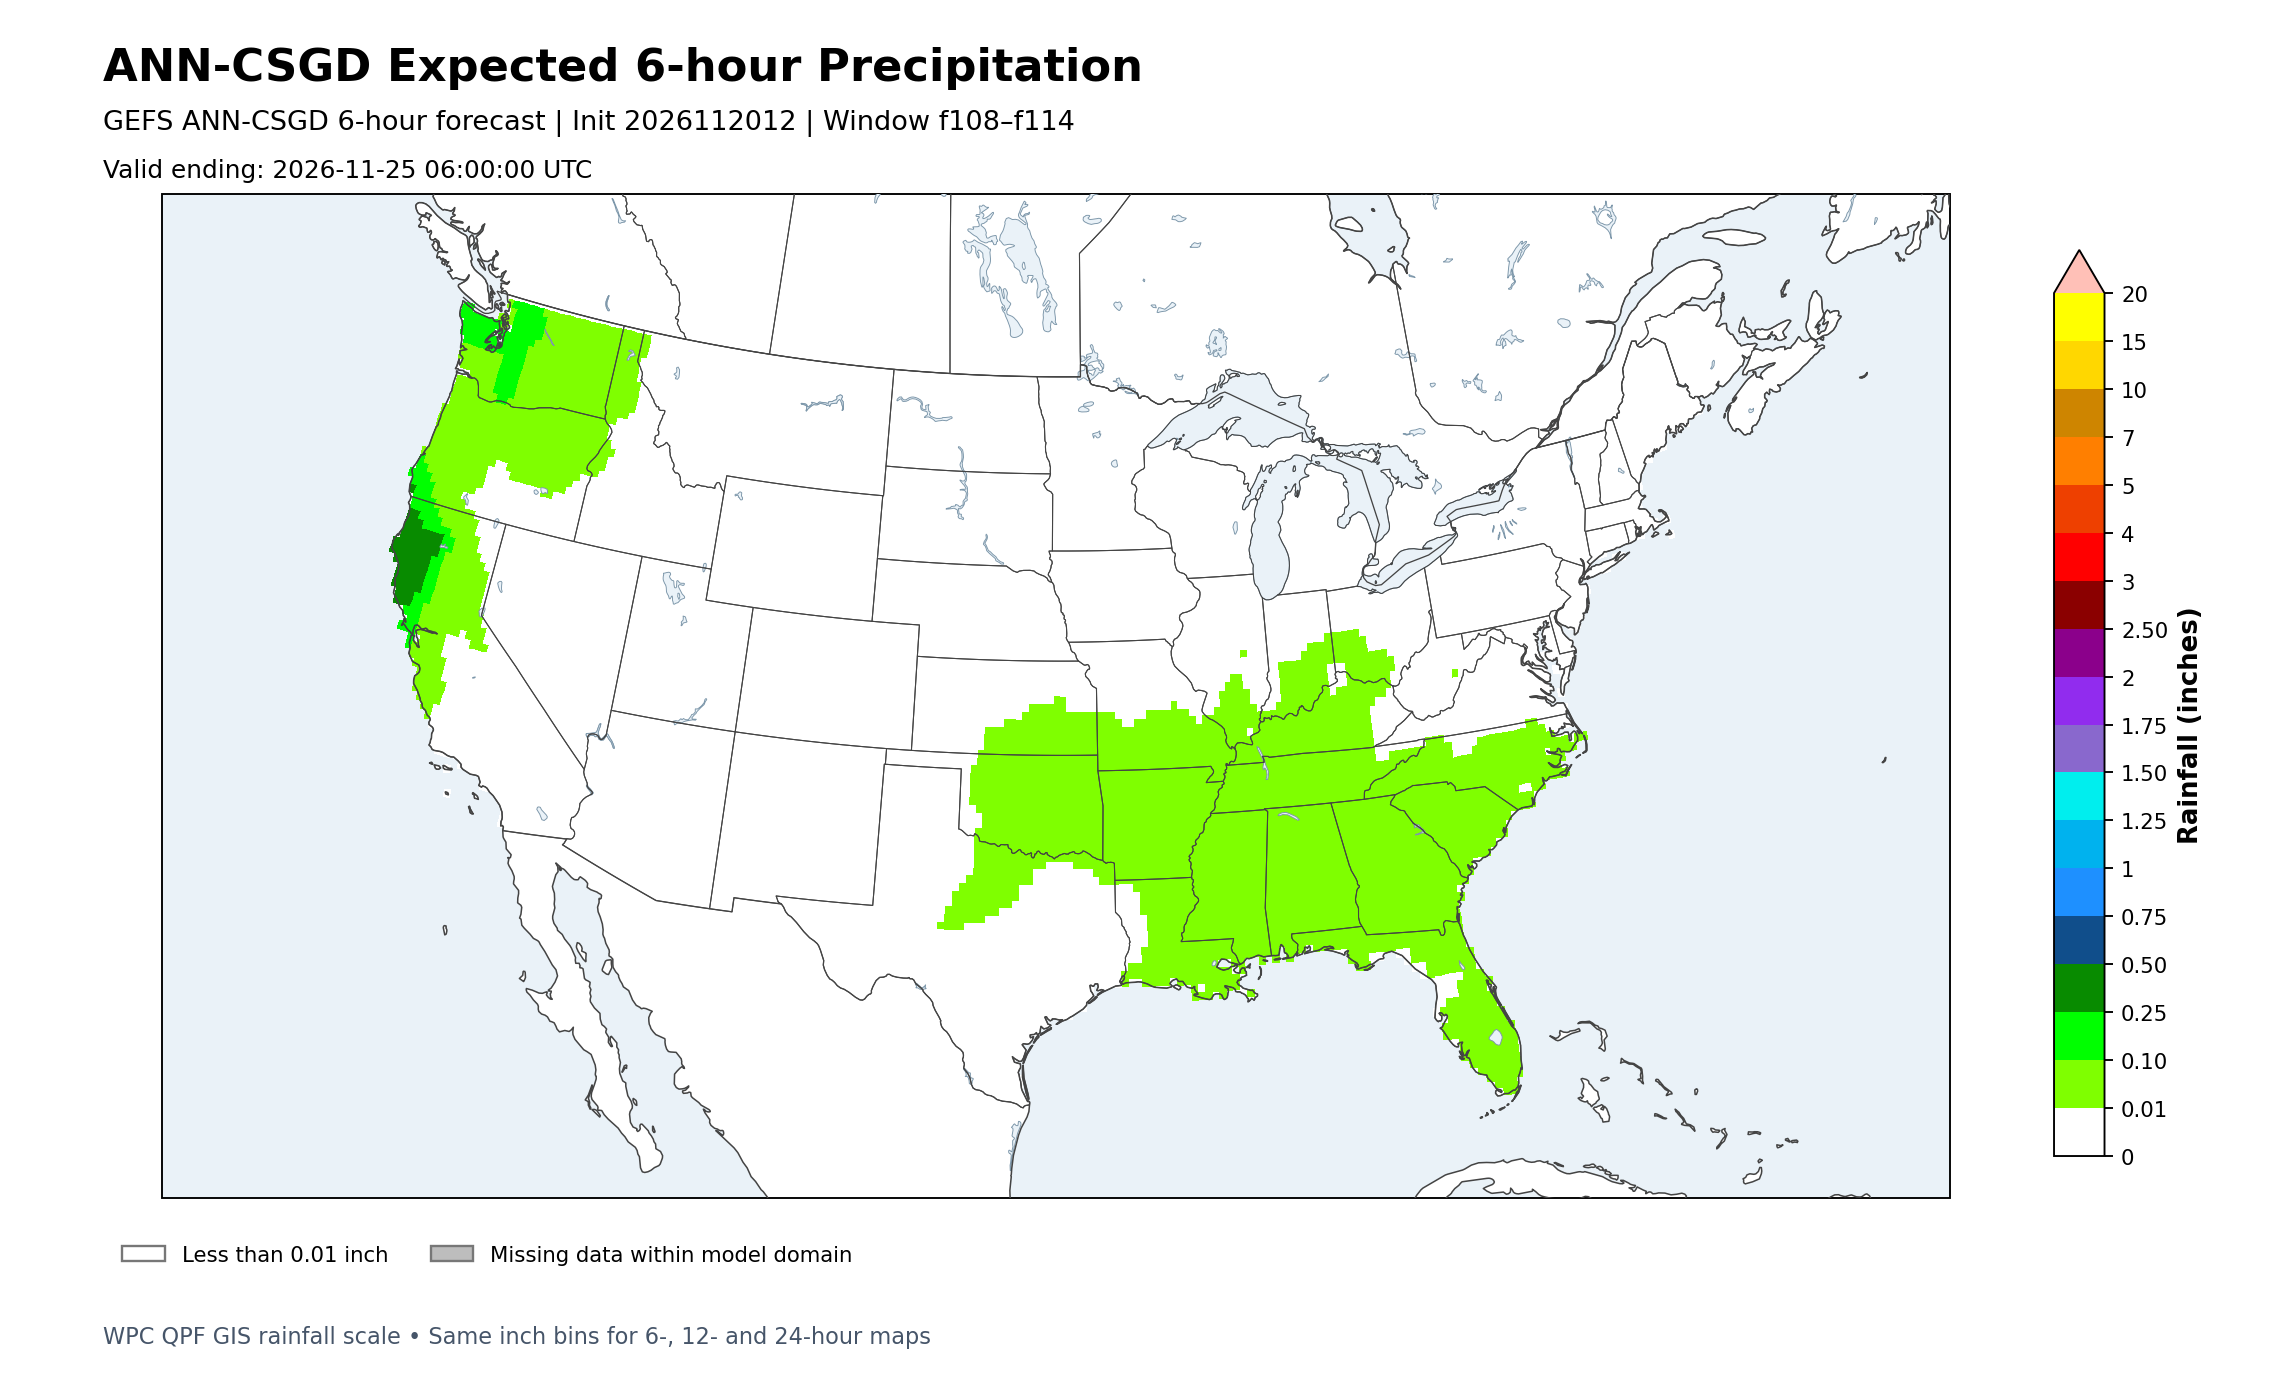 ANN-CSGD Expected 6-hour Precipitation
GEFS ANN-CSGD 6-hour forecast | Init 2026112012 | Window f108–f114
Valid ending: 2026-11-25 06:00:00 UTC
20
15
10
7
5
4
3
2.50
2
1.75
1.50
1.25
1
0.75
0.50
0.25
0.10
0.01
0
Rainfall (inches)
Less than 0.01 inch
Missing data within model domain
WPC QPF GIS rainfall scale • Same inch bins for 6-, 12- and 24-hour maps